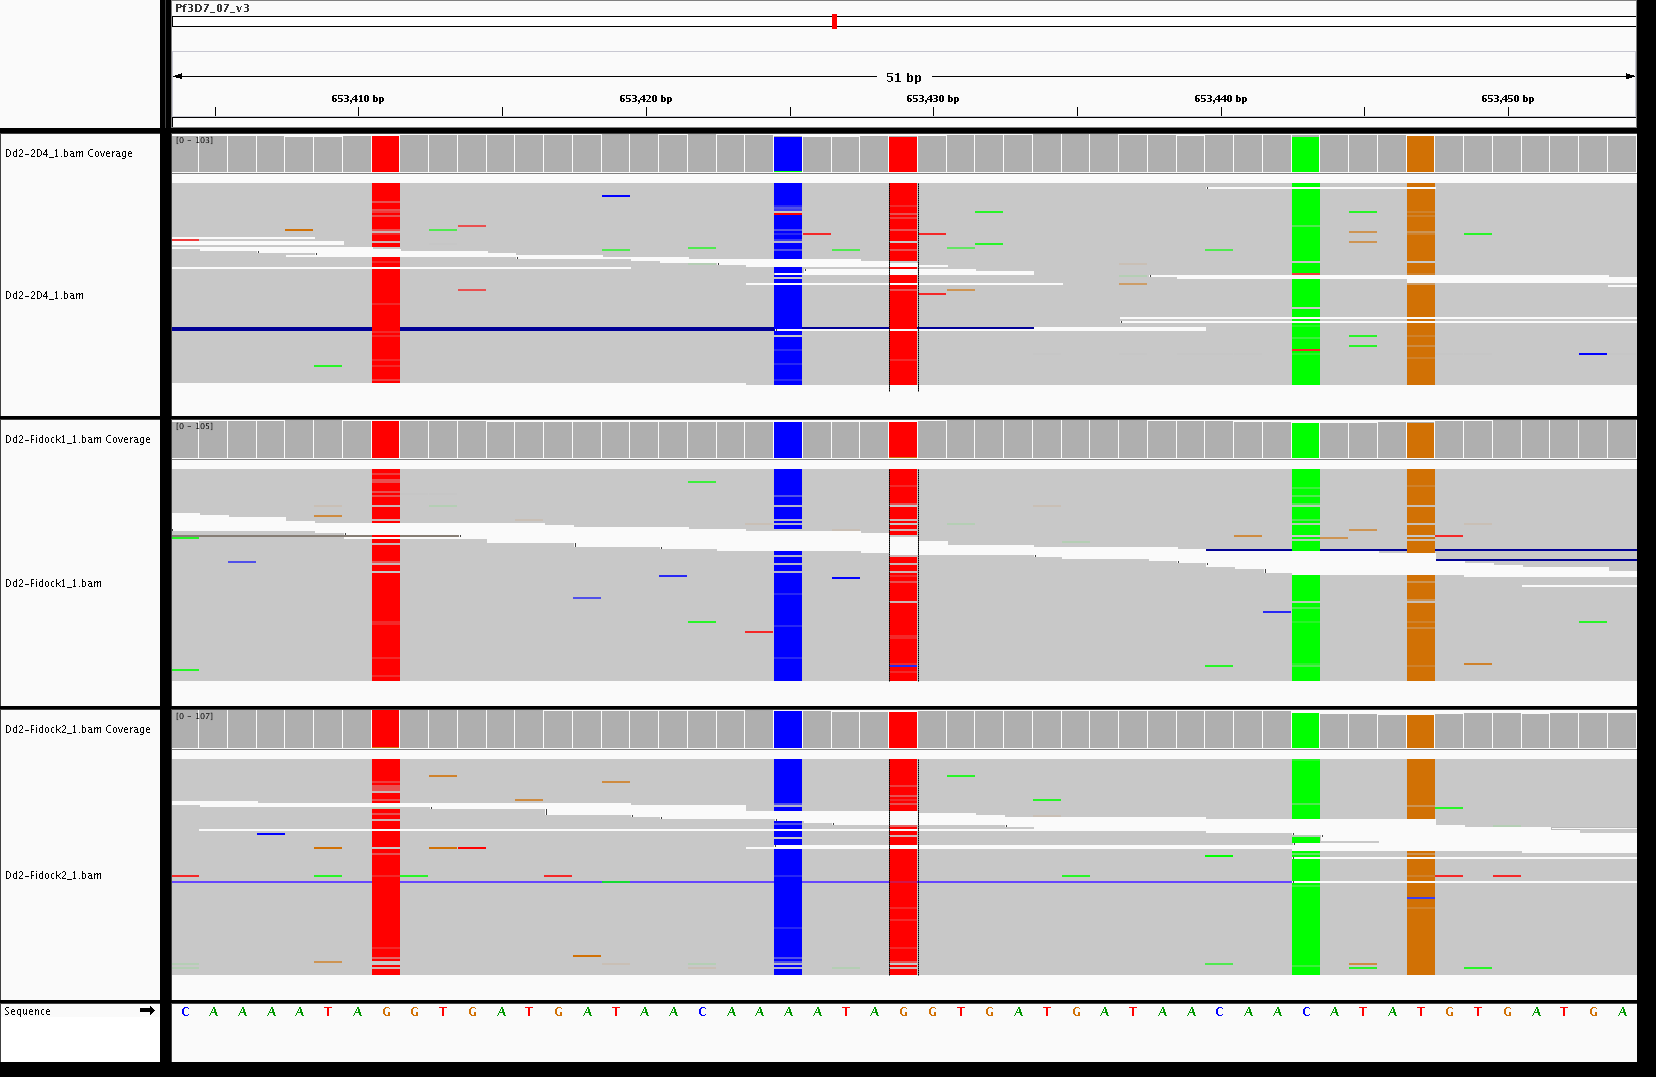 Pf3D7_07_v3
51 bp
653,410 bp 653,420 bp 653,430 bp 653,440 bp 653,450 bp
Dd2-2D4_1.bam Coverage
[0 - 103]
Dd2-2D4_1.bam
Dd2-Fidock1_1.bam Coverage
[0 - 105]
Dd2-Fidock1_1.bam
Dd2-Fidock2_1.bam Coverage
[0 - 107]
Dd2-Fidock2_1.bam
Sequence C A A A A T A G G T G A T G A T A A C A A A A T A G G T G A T G A T A A C A A C A T A T G T G A T G A